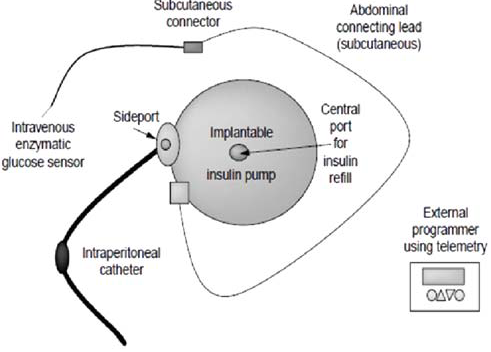 Subcutaneous
connector
Abdominal
connecting lead
(subcutaneous)
Intravenous
enzymatic
glucose sensor
Sideport
Implantable
insulin pump
Central
port
for
insulin
refill
Intraperitoneal
catheter
External
programmer
using telemetry